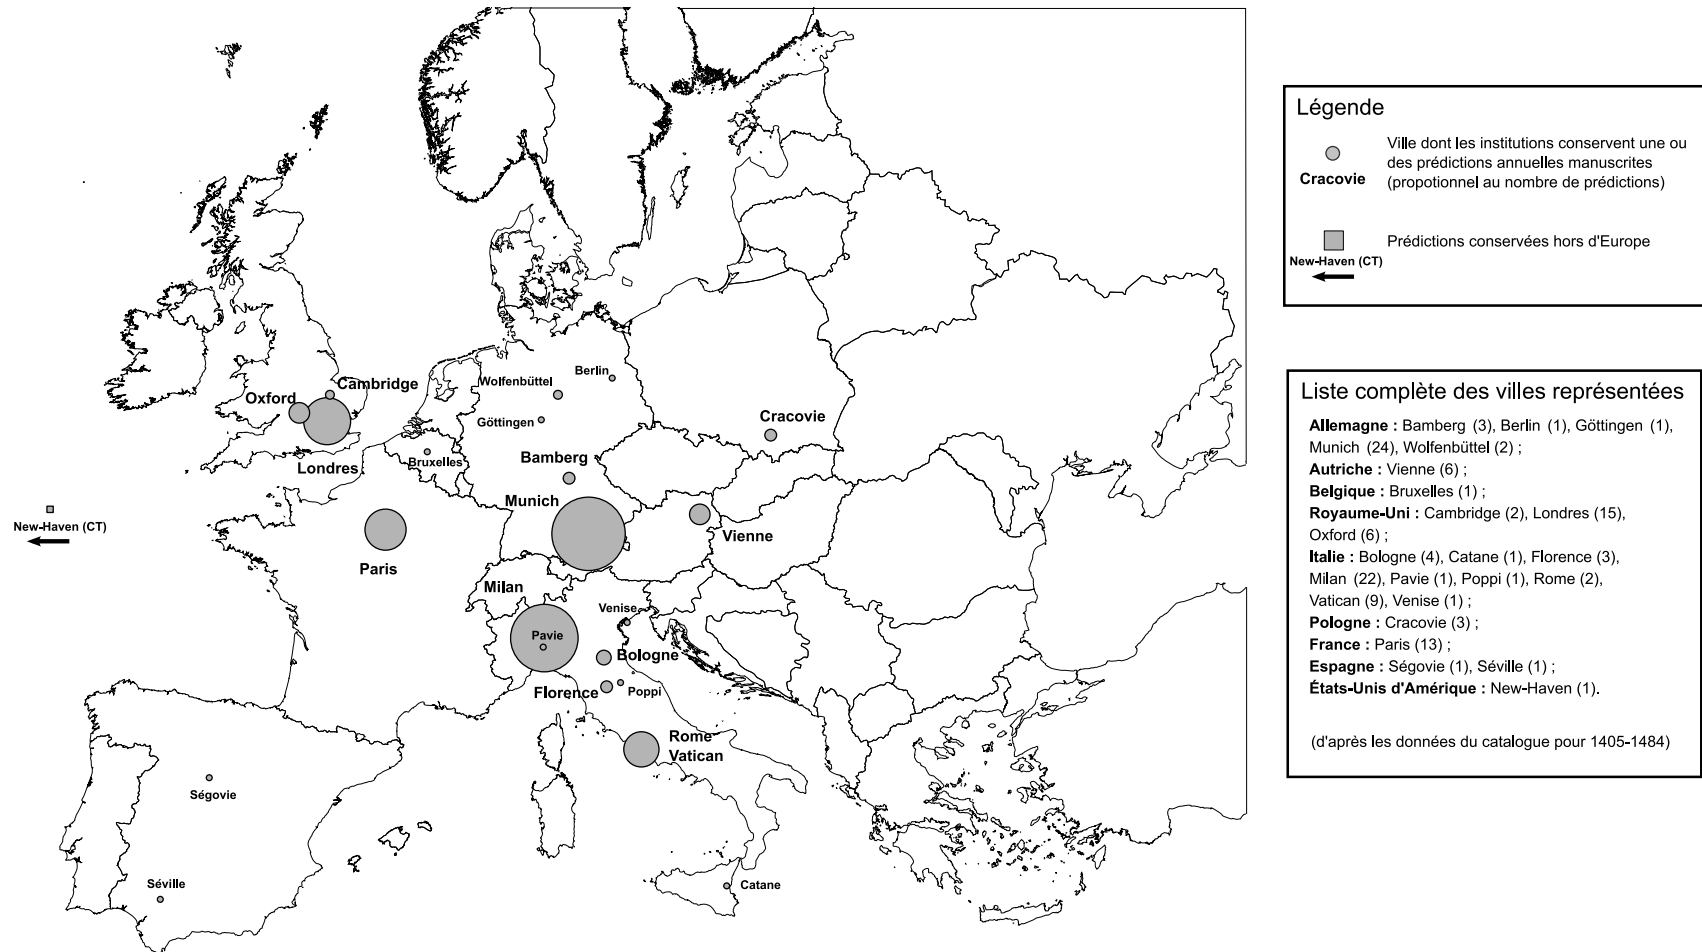 Cambridge
Oxford
Londres
Wolfenbüttel
Berlin
Göttingen
Bruxelles
Bamberg
Cracovie
Munich
Vienne
New-Haven (CT)
Paris
Milan
Venise
Pavie
Bologne
Florence
Poppi
Rome
Vatican
Ségovie
Séville
Catane
Légende
Ville dont les institutions conservent une ou
des prédictions annuelles manuscrites
(propotionnel au nombre de prédictions)
Cracovie
Prédictions conservées hors d'Europe
New-Haven (CT)
Liste complète des villes représentées
Allemagne : Bamberg (3), Berlin (1), Göttingen (1),
Munich (24), Wolfenbüttel (2) ;
Autriche : Vienne (6) ;
Belgique : Bruxelles (1) ;
Royaume-Uni : Cambridge (2), Londres (15),
Oxford (6) ;
Italie : Bologne (4), Catane (1), Florence (3),
Milan (22), Pavie (1), Poppi (1), Rome (2),
Vatican (9), Venise (1) ;
Pologne : Cracovie (3) ;
France : Paris (13) ;
Espagne : Ségovie (1), Séville (1) ;
États-Unis d'Amérique : New-Haven (1).
(d'après les données du catalogue pour 1405-1484)